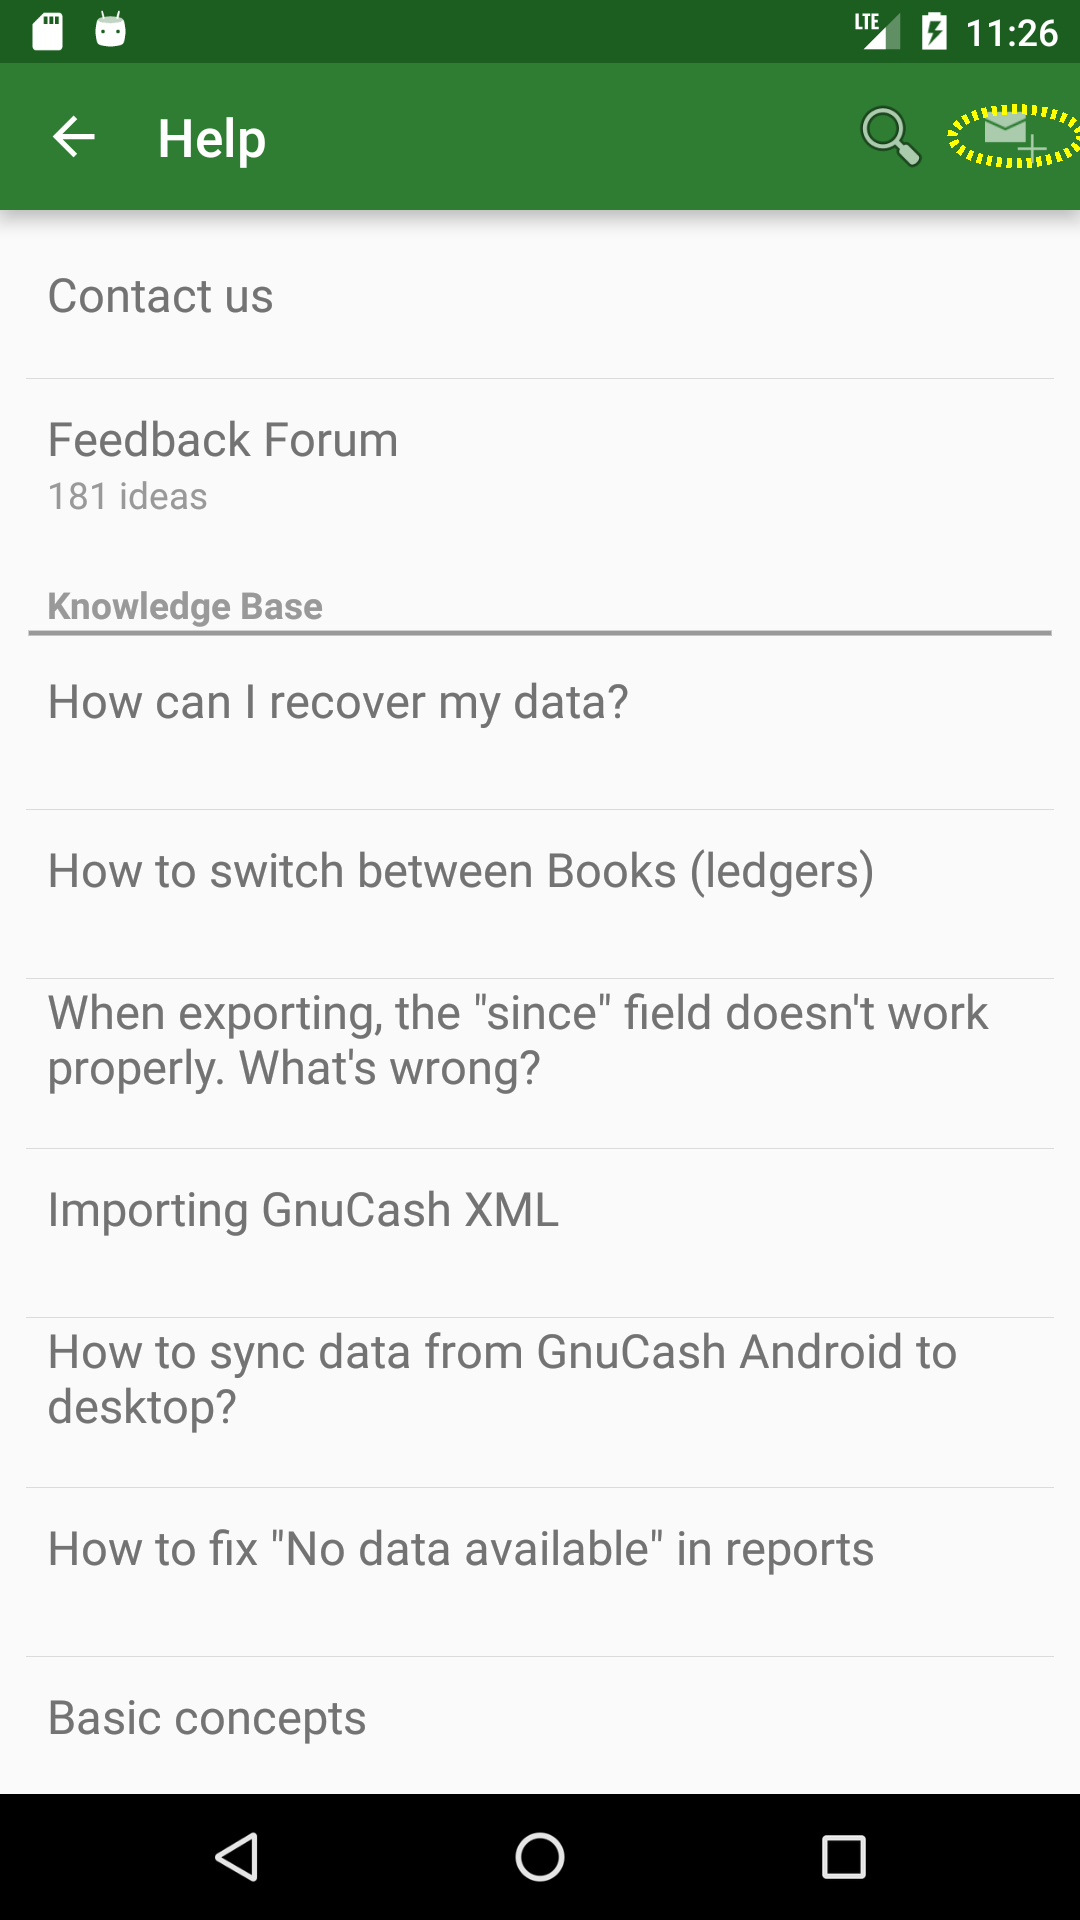 LTE 11:26
Help
Contact us
Feedback Forum
181 ideas
Knowledge Base
How can I recover my data?
How to switch between Books (ledgers)
When exporting, the "since" field doesn't work
properly. What's wrong?
Importing GnuCash XML
How to sync data from GnuCash Android to
desktop?
How to fix "No data available" in reports
Basic concepts